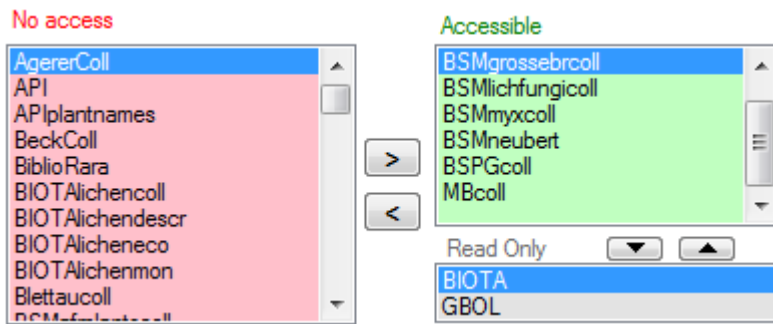 No access
AgererColl
API
APIplantnames
BeckColl
BiblioRara
BIOTAlichencoll
BIOTAlichendescr
BIOTAlicheneco
BIOTAlichenmon
Blettaucoll
>
<
Accessible
BSMgrossebrcoll
BSMlichfungicoll
BSMmyxcoll
BSMneubert
BSPGcoll
MBcoll
Read Only
BIOTA
GBOL